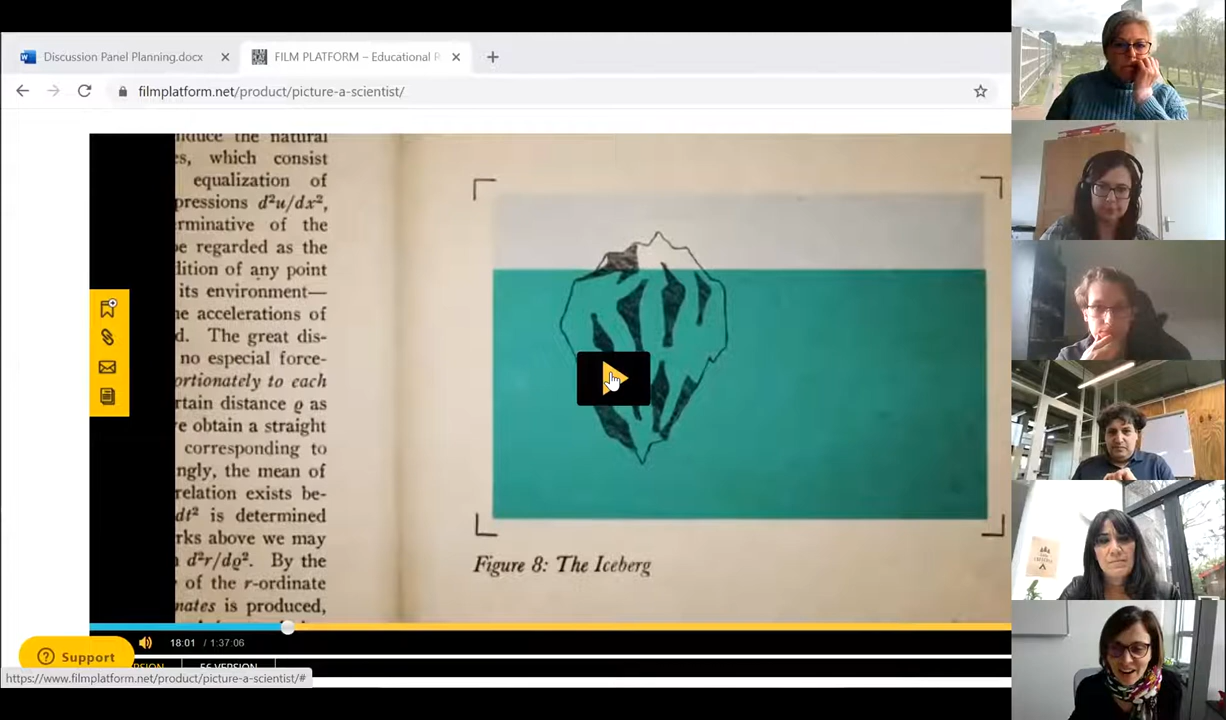 Discussion Panel Planning.docx
FILM PLATFORM – Educational R
filmplatform.net/product/picture-a-scientist/
nduce the natural
s, which consist
equalization of
pressions d²u/dx²,
rminative of the
e regarded as the
dition of any point
its environment—
e accelerations of
d. The great dis-
no especial force-
ortionately to each
rtain distance ϱ as
e obtain a straight
corresponding to
ngly, the mean of
relation exists be-
dt² is determined
rks above we may
d²r/dϱ². By the
of the r-ordinate
nates is produced,
Figure 8: The Iceberg
18:01 / 1:37:06
Support
RSION
56 VERSION
https://www.filmplatform.net/product/picture-a-scientist/#